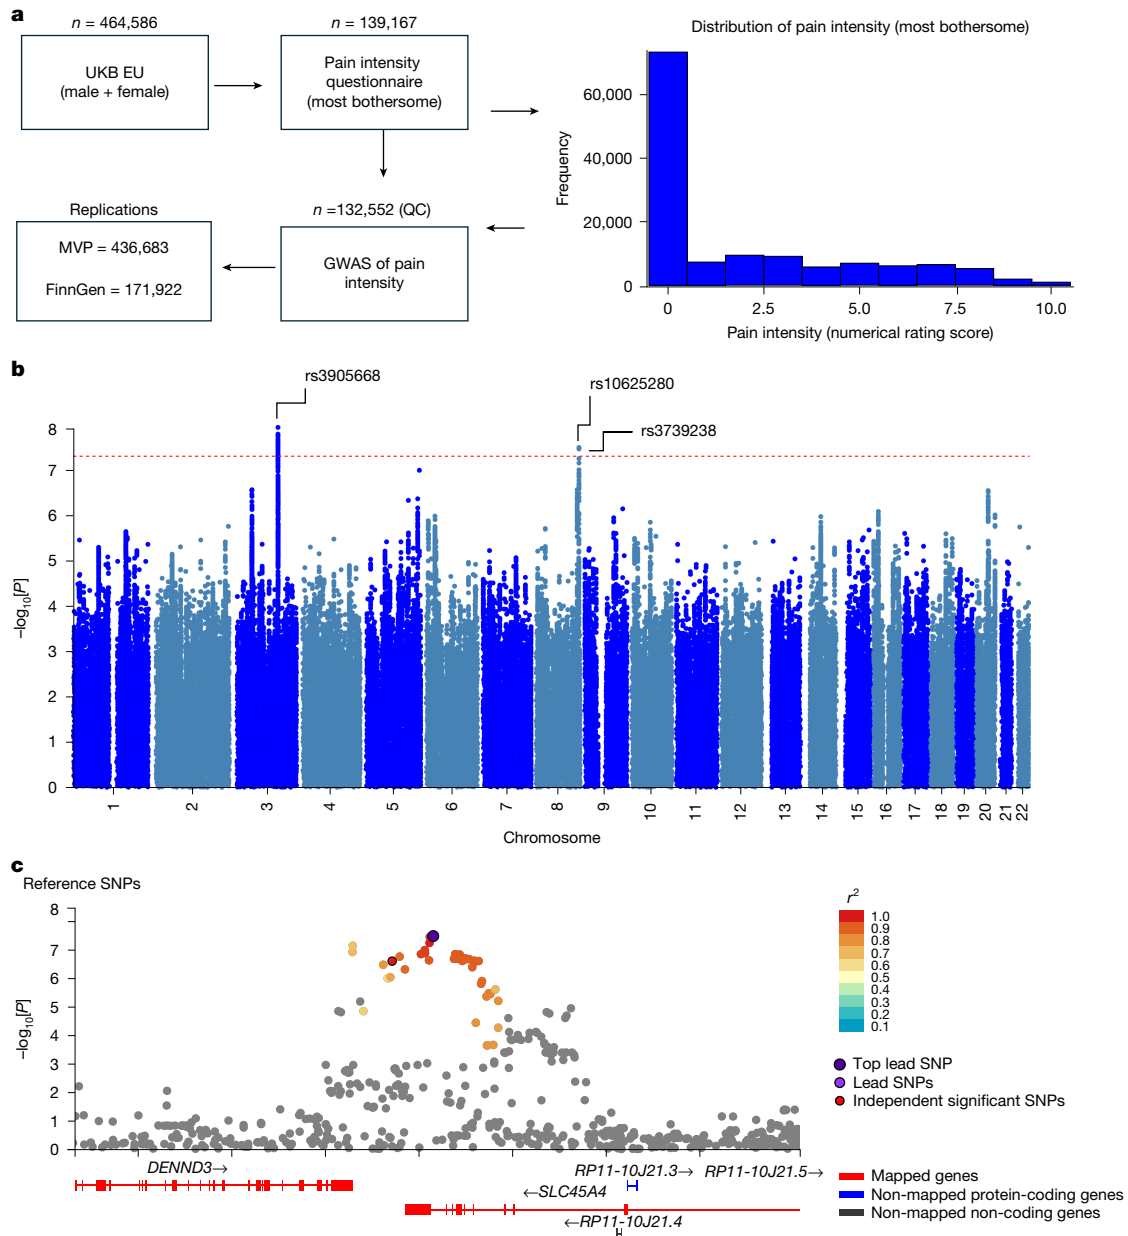 a
n = 464,586
UKB EU
(male + female)
n = 139,167
Pain intensity
questionnaire
(most bothersome)
Replications
MVP = 436,683
FinnGen = 171,922
n =132,552 (QC)
GWAS of pain
intensity
Distribution of pain intensity (most bothersome)
Frequency
60,000
40,000
20,000
0
0 2.5 5.0 7.5 10.0
Pain intensity (numerical rating score)
b
rs3905668
rs10625280
rs3739238
–log10[P]
8
7
6
5
4
3
2
1
0
1 2 3 4 5 6 7 8 9 10 11 12 13 14 15 16 17 18 19 20 21 22
Chromosome
c
Reference SNPs
–log10[P]
8
7
6
5
4
3
2
1
0
r2
1.0
0.9
0.8
0.7
0.6
0.5
0.4
0.3
0.2
0.1
Top lead SNP
Lead SNPs
Independent significant SNPs
DENND3→
RP11-10J21.3→ RP11-10J21.5→
←SLC45A4
←RP11-10J21.4
Mapped genes
Non-mapped protein-coding genes
Non-mapped non-coding genes